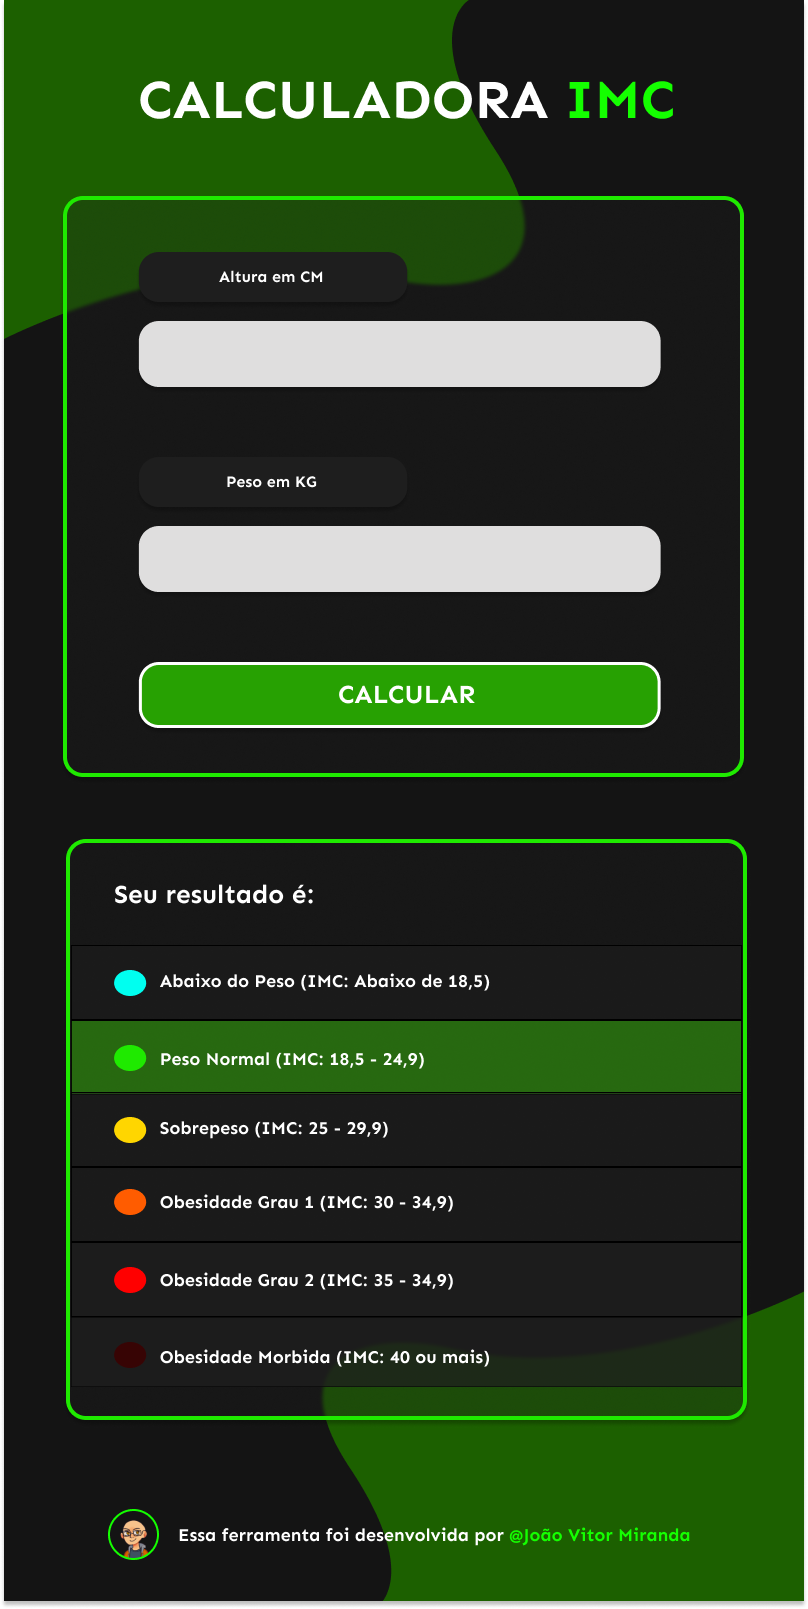 CALCULADORA IMC
Altura em CM
Peso em KG
CALCULAR
Seu resultado é:
Abaixo do Peso (IMC: Abaixo de 18,5)
Peso Normal (IMC: 18,5 - 24,9)
Sobrepeso (IMC: 25 - 29,9)
Obesidade Grau 1 (IMC: 30 - 34,9)
Obesidade Grau 2 (IMC: 35 - 34,9)
Obesidade Morbida (IMC: 40 ou mais)
Essa ferramenta foi desenvolvida por @João Vitor Miranda